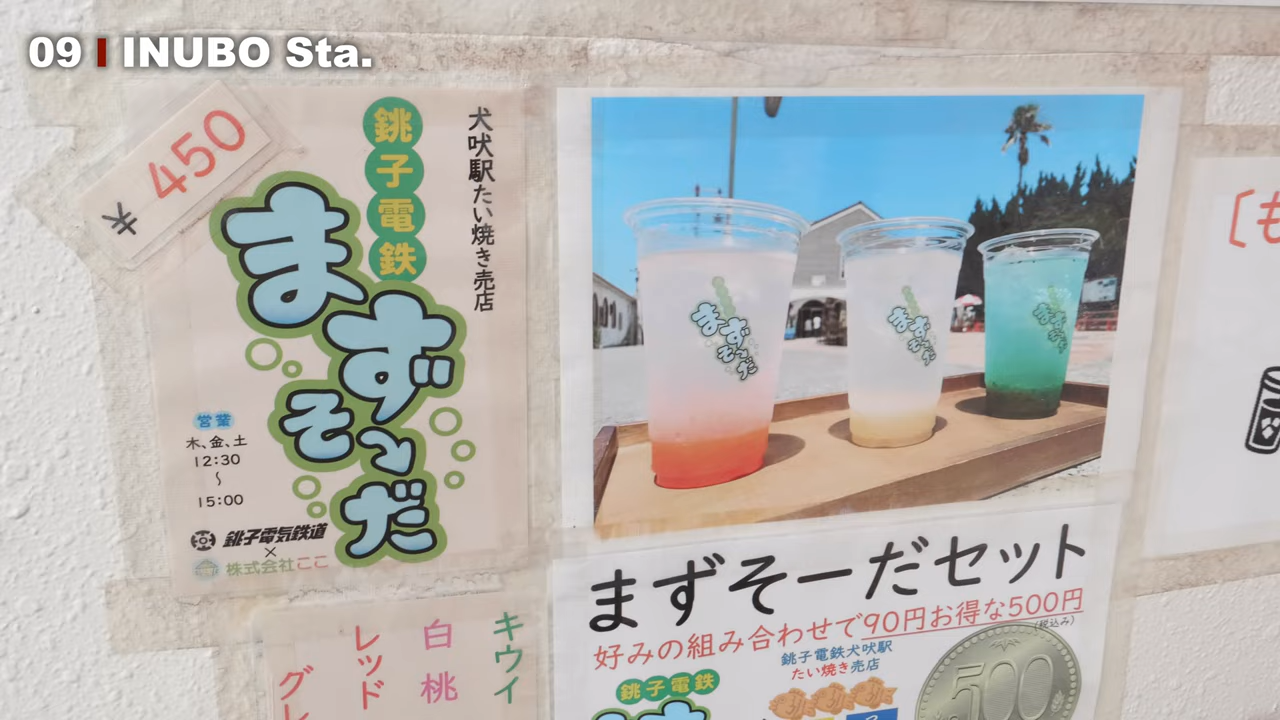 09 | INUBO Sta.
¥450
犬吠駅たい焼き売店
銚子電鉄
まず
そ〜だ
営業
木、金、土
12:30
〜
15:00
銚子電気鉄道
×
株式会社ここ
キウイ
白桃
レッド
グレ
まずそ〜だ
まずそ〜だ
まずそーだセット
好みの組み合わせで90円お得な500円
(税込み)
銚子電鉄犬吠駅
たい焼き売店
銚子電鉄
500
［も